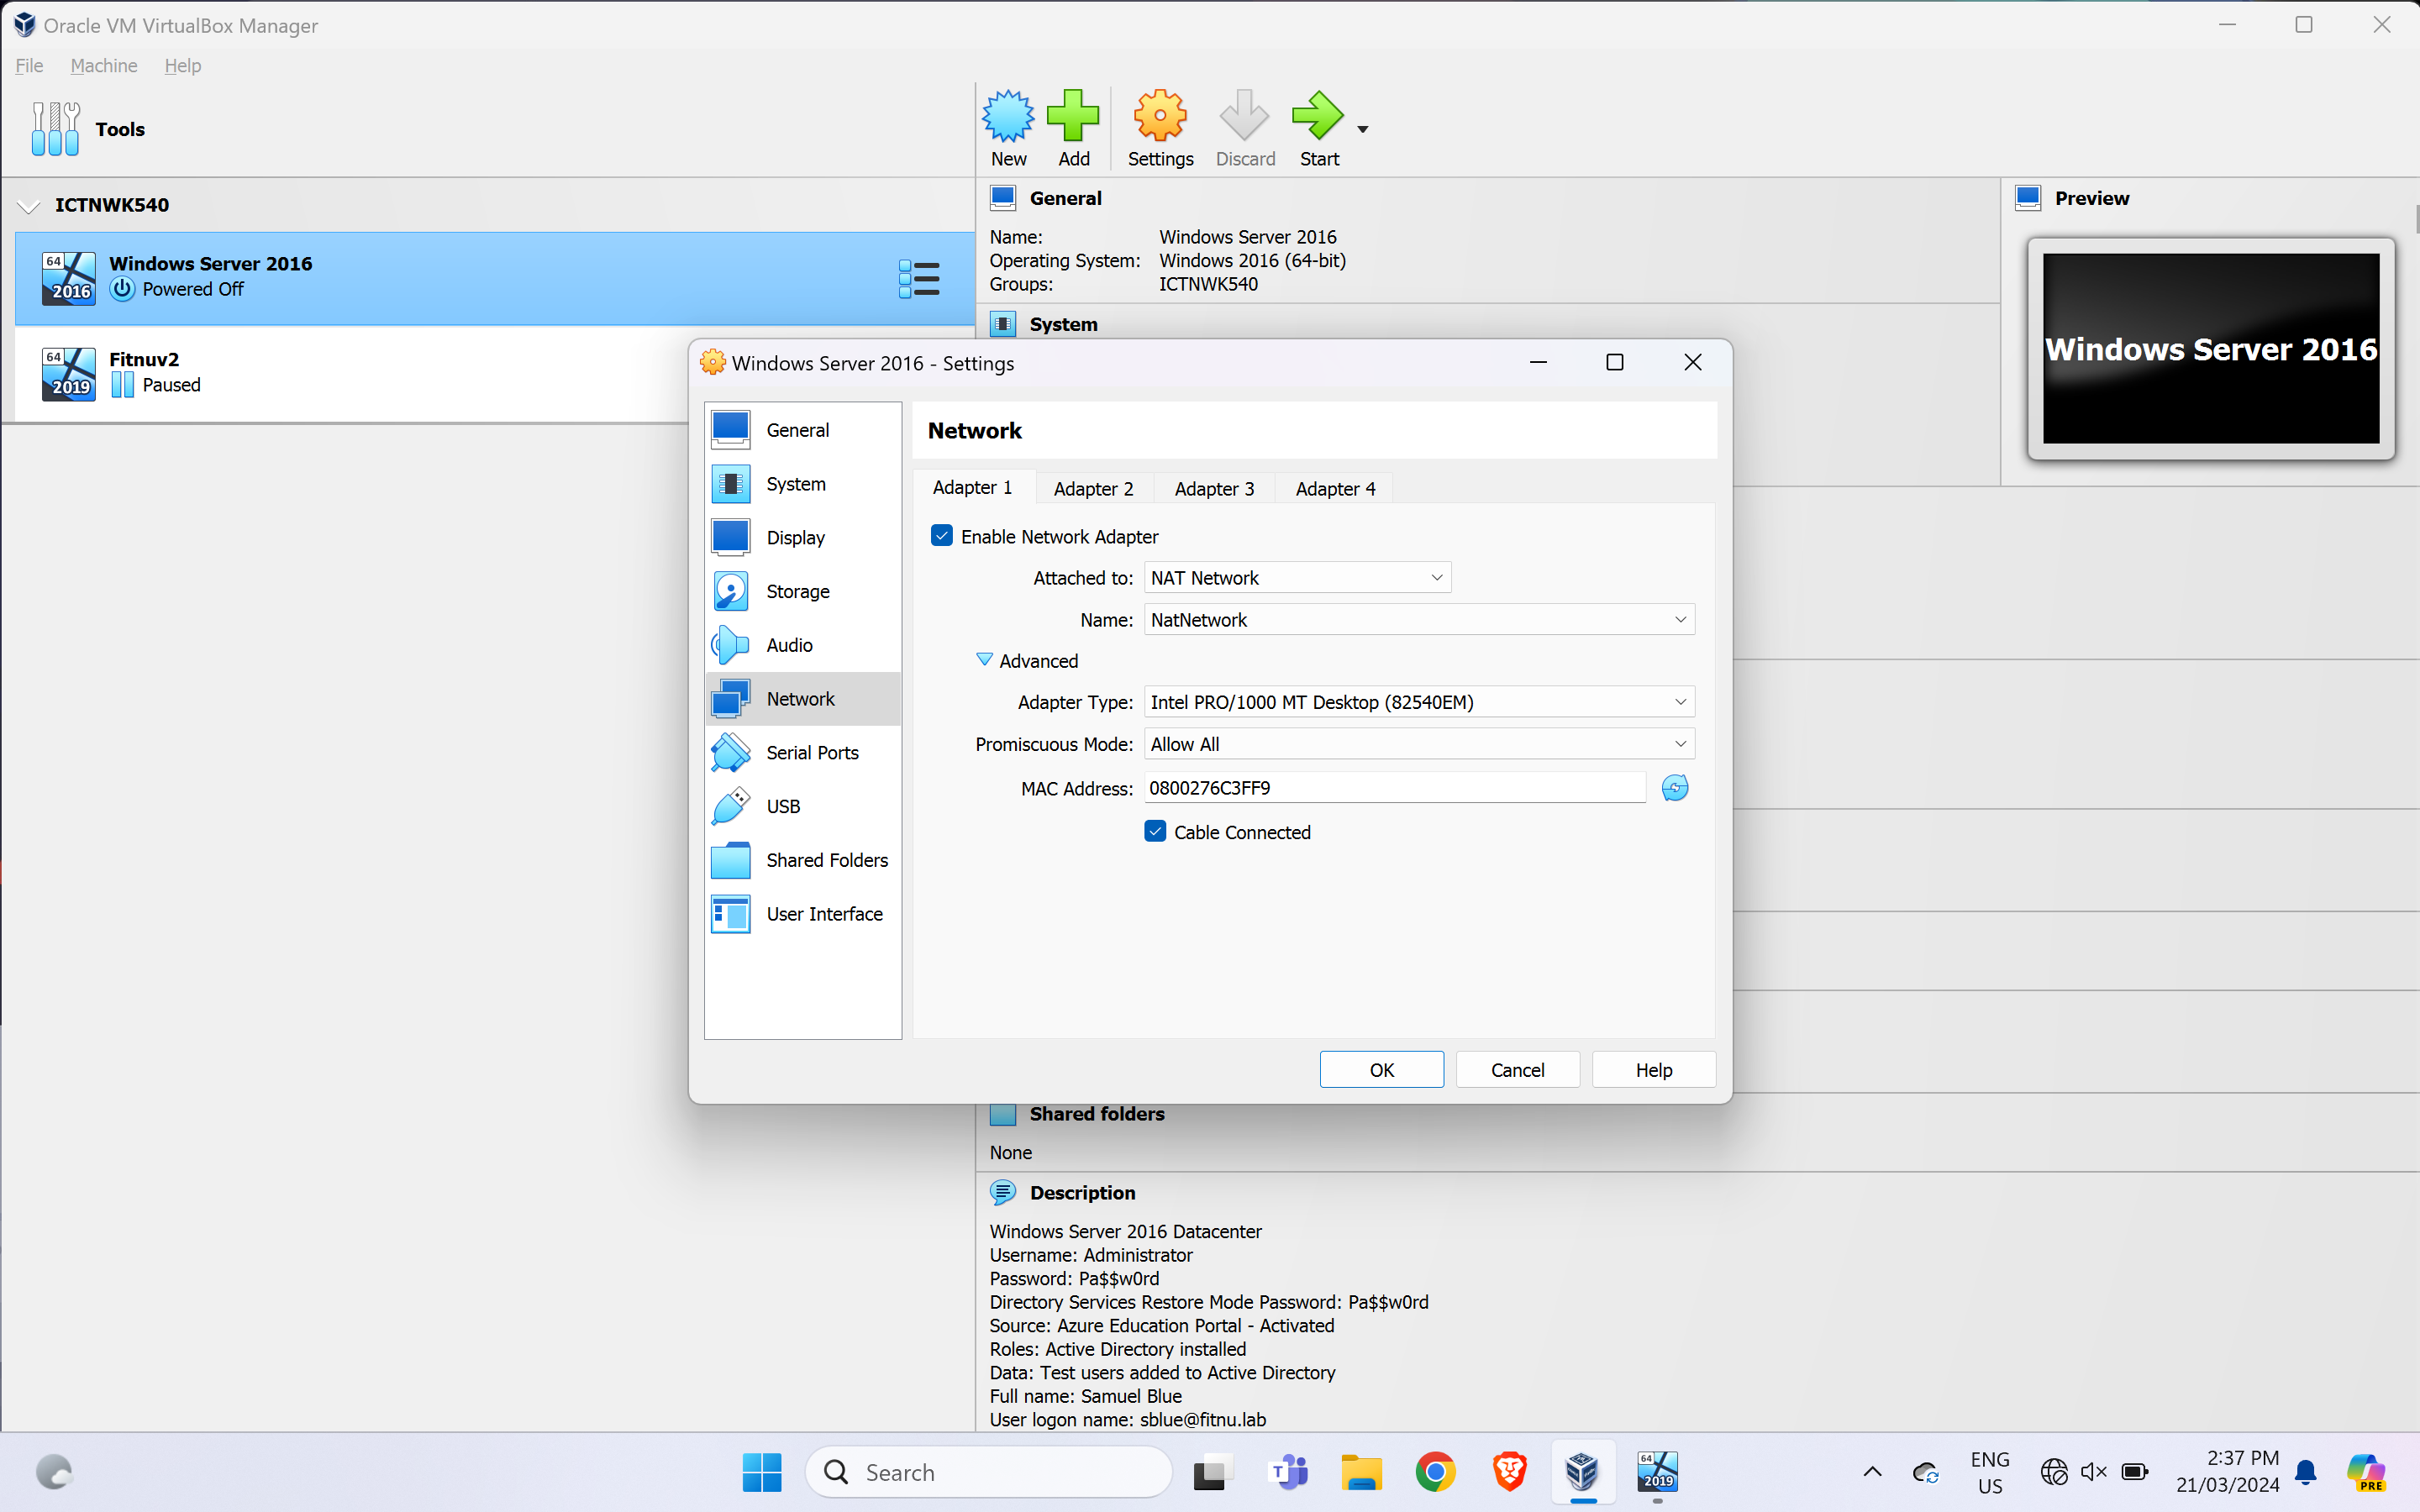 Oracle VM VirtualBox Manager
File Machine Help
Tools
New Add Settings Discard Start
ICTNWK540
64 2016 Windows Server 2016
Powered Off
64 2019 Fitnuv2
Paused
General
Name: Windows Server 2016
Operating System: Windows 2016 (64-bit)
Groups: ICTNWK540
System
Preview
Windows Server 2016
Windows Server 2016 - Settings
General
System
Display
Storage
Audio
Network
Serial Ports
USB
Shared Folders
User Interface
Network
Adapter 1 Adapter 2 Adapter 3 Adapter 4
Enable Network Adapter
Attached to: NAT Network
Name: NatNetwork
Advanced
Adapter Type: Intel PRO/1000 MT Desktop (82540EM)
Promiscuous Mode: Allow All
MAC Address: 0800276C3FF9
Cable Connected
OK Cancel Help
Shared folders
None
Description
Windows Server 2016 Datacenter
Username: Administrator
Password: Pa$$w0rd
Directory Services Restore Mode Password: Pa$$w0rd
Source: Azure Education Portal - Activated
Roles: Active Directory installed
Data: Test users added to Active Directory
Full name: Samuel Blue
User logon name: sblue@fitnu.lab
Search
T
64 2019
ENG
US
2:37 PM
21/03/2024
PRE